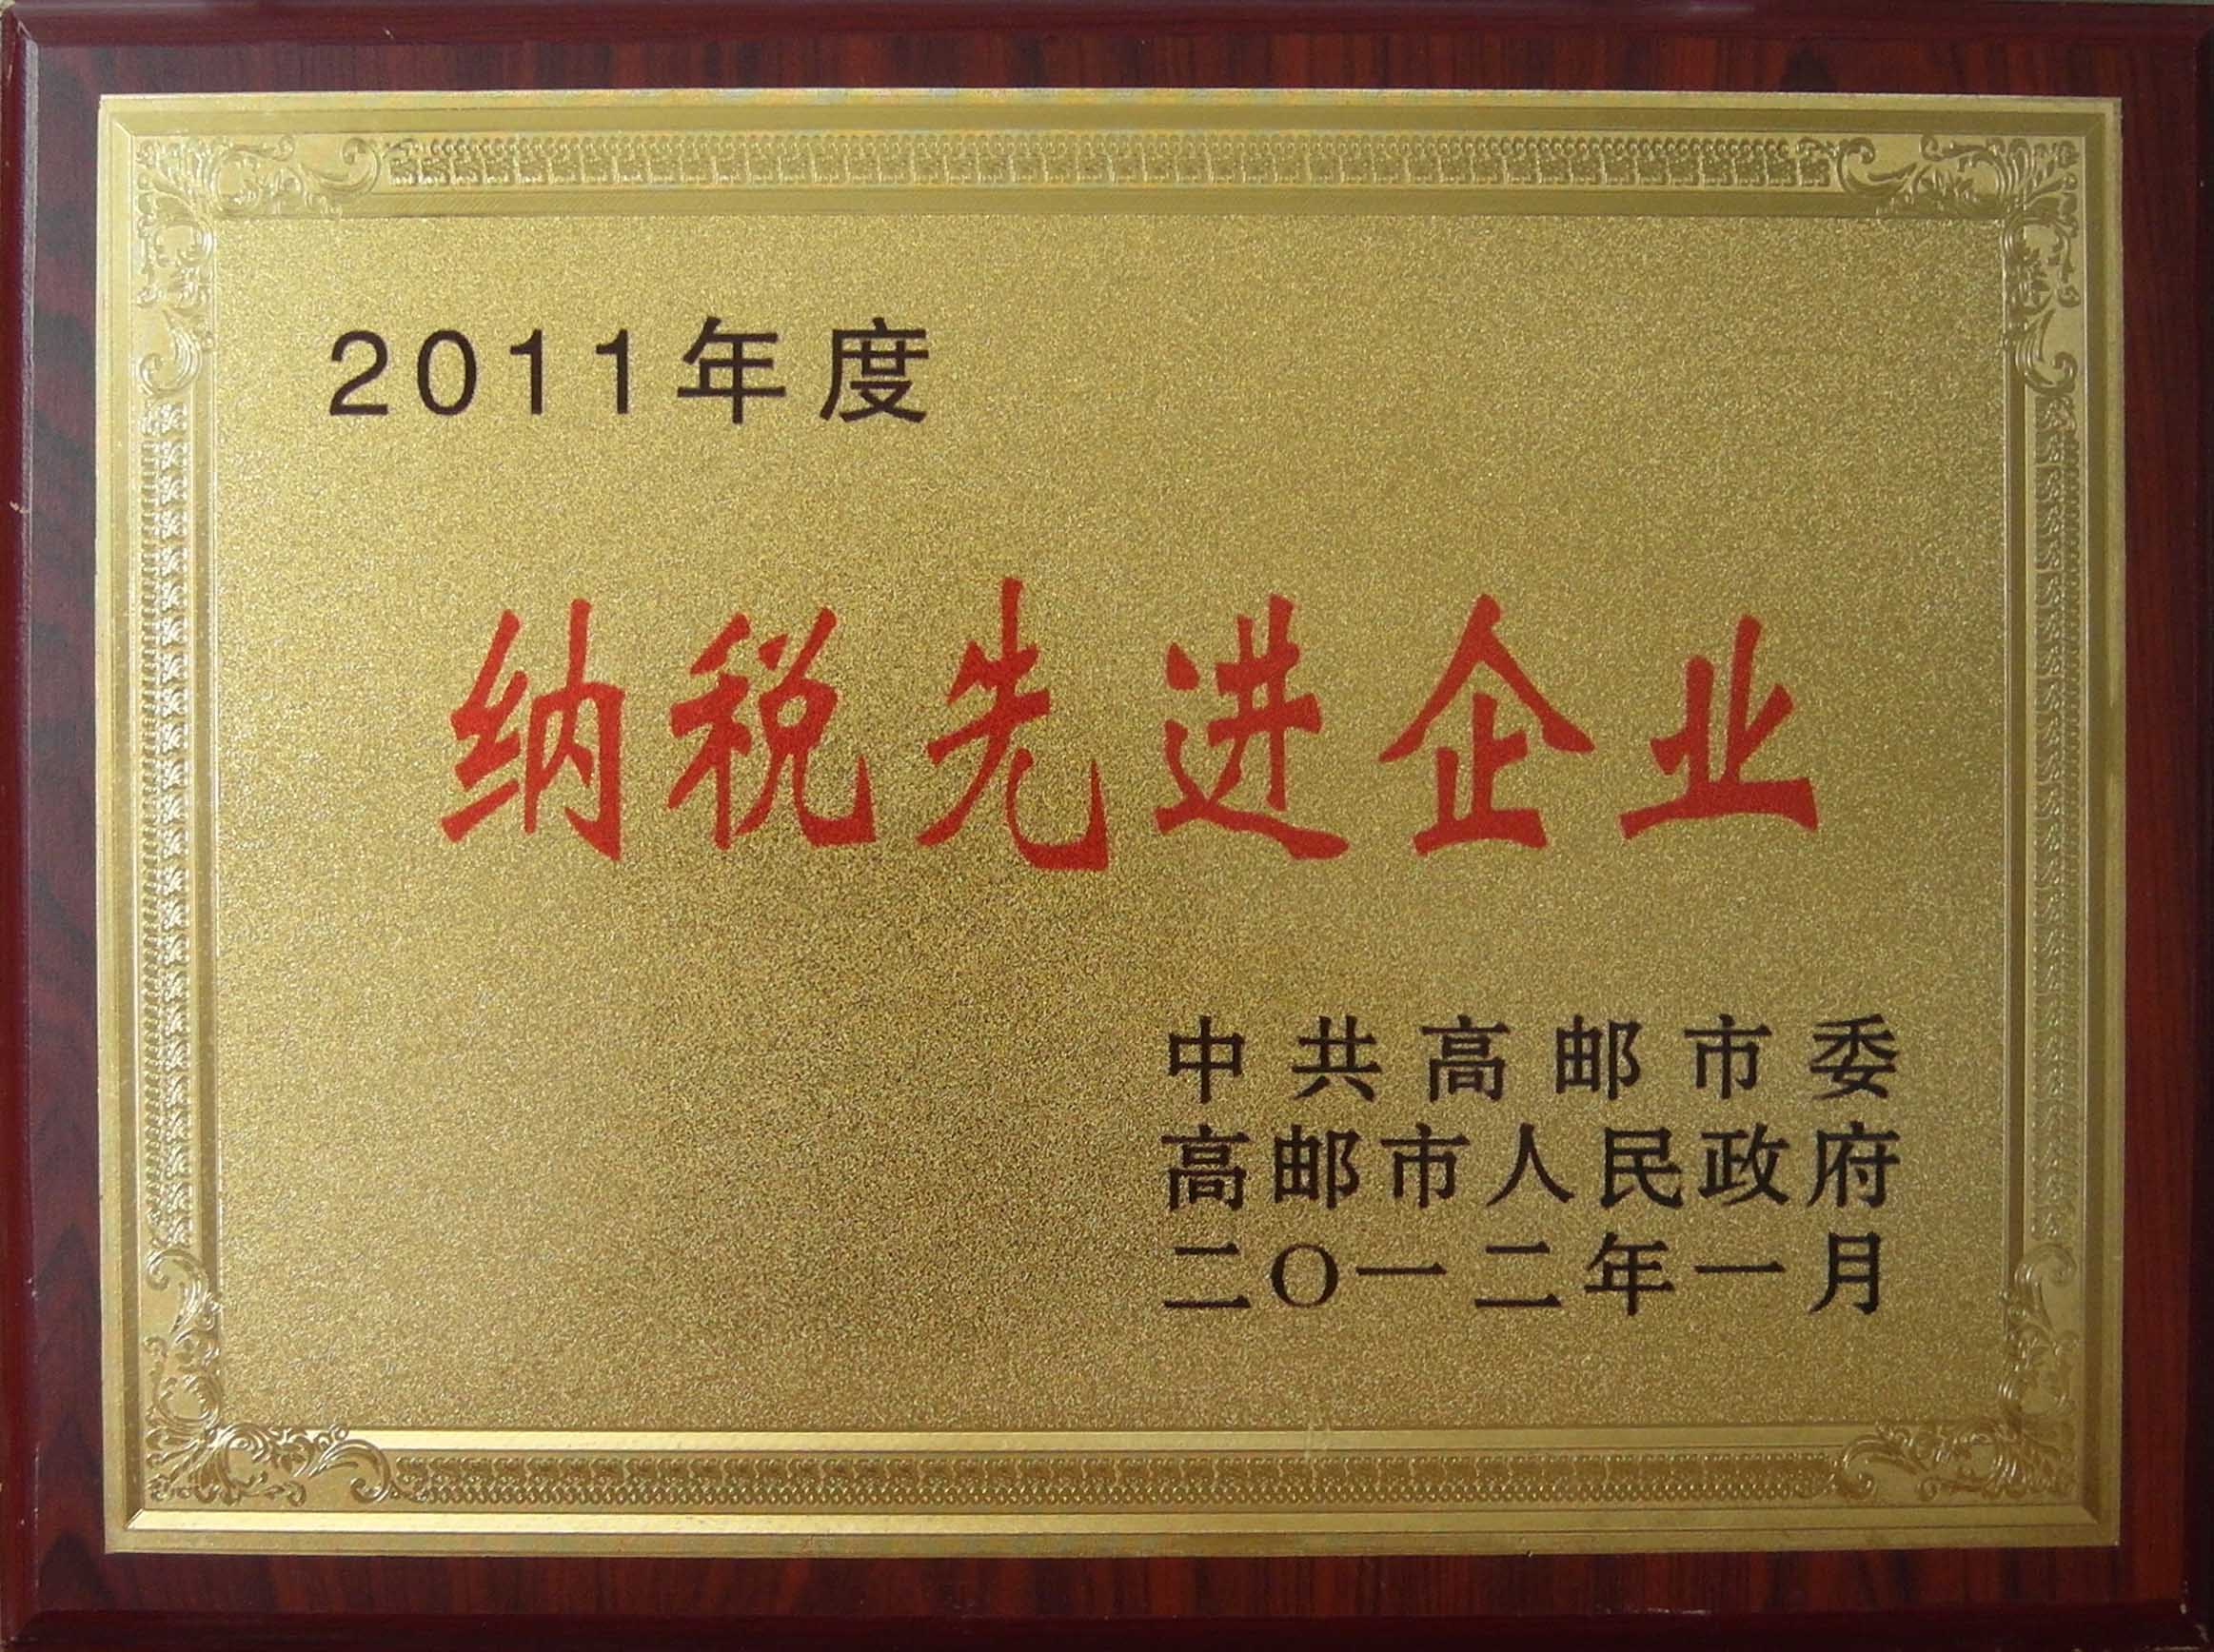 2011年度
纳税先进企业
中共高邮市委
高邮市人民政府
二〇一二年一月